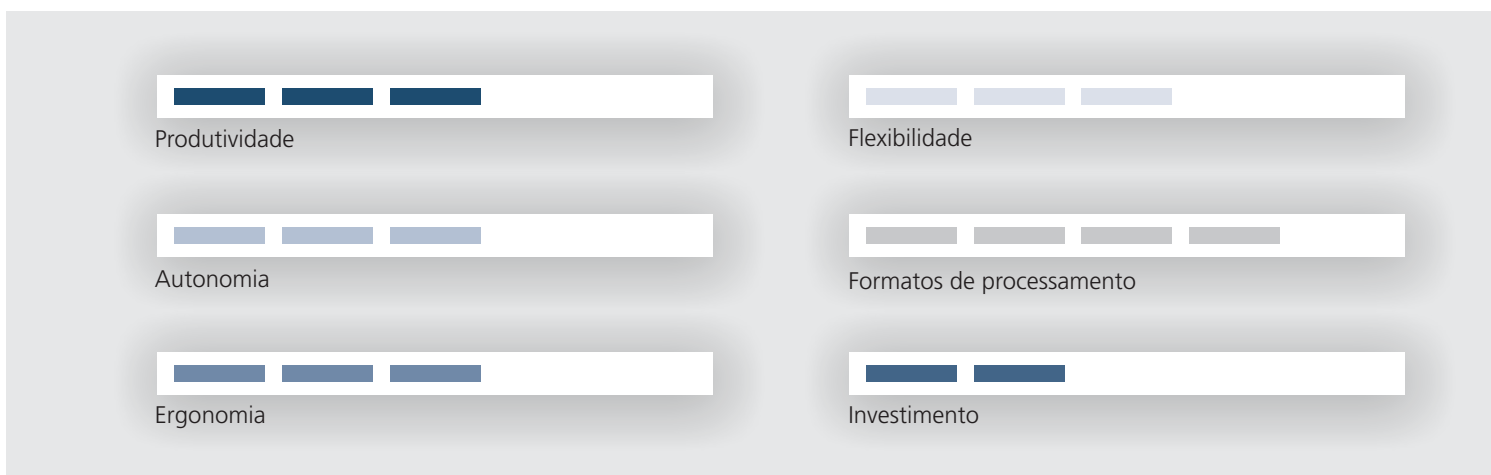 Produtividade
Flexibilidade
Autonomia
Formatos de processamento
Ergonomia
Investimento